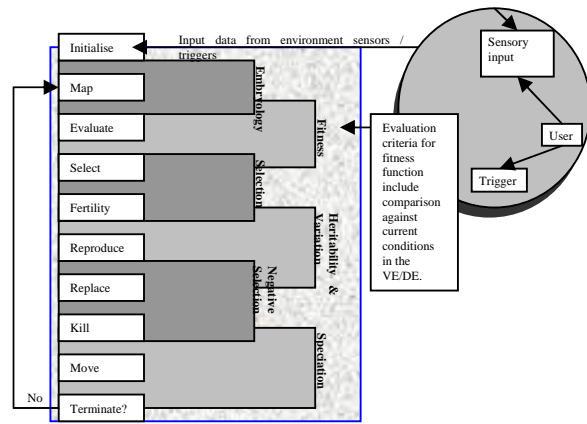 Initialise
Input data from environment sensors /
triggers
Map
Evaluate
Select
Fertility
Reproduce
Replace
Kill
Move
Terminate?
No
Embryology
Fitness
Selection
Heritability &
Variation
Negative
Selection
Speciation
Evaluation
criteria for
fitness
function
include
comparison
against
current
conditions
in the
VE/DE.
Sensory
input
User
Trigger